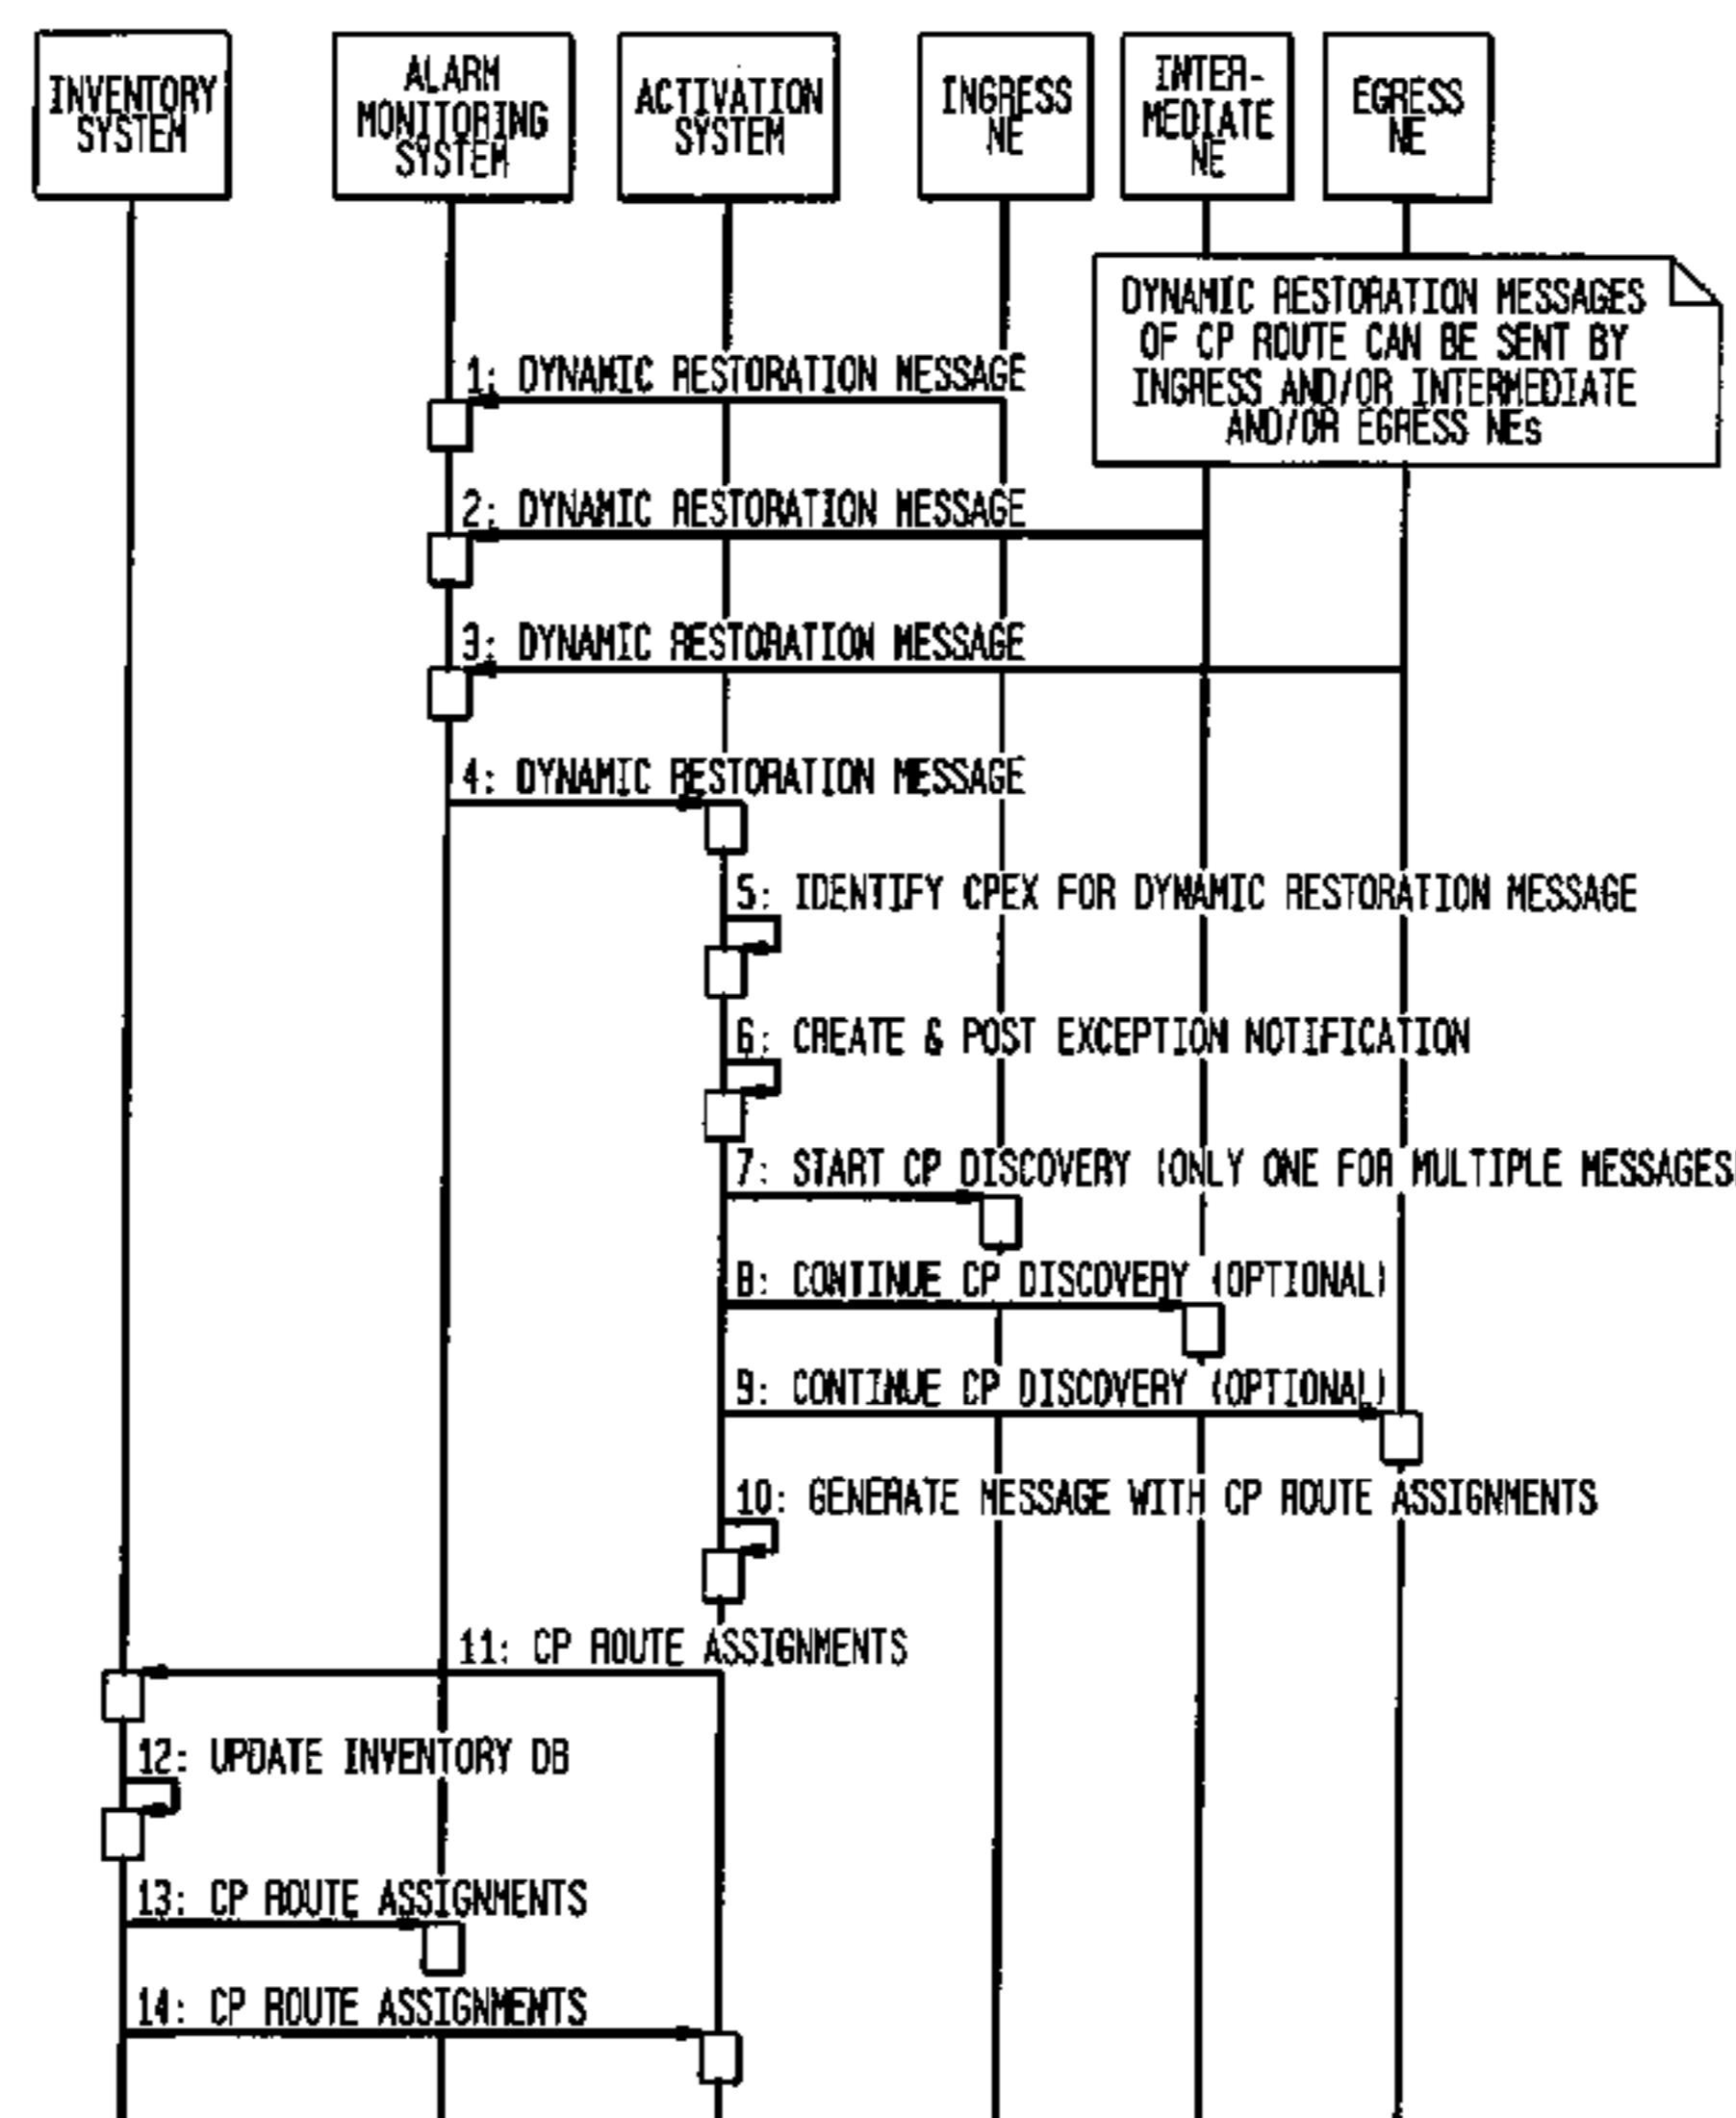 INVENTORY
SYSTEM
ALARM
MONITORING
SYSTEM
ACTIVATION
SYSTEM
INGRESS
NE
INTER-
MEDIATE
NE
EGRESS
NE
DYNAMIC RESTORATION MESSAGES
OF CP ROUTE CAN BE SENT BY
INGRESS AND/OR INTERMEDIATE
AND/OR EGRESS NEs
1: DYNAMIC RESTORATION MESSAGE
2: DYNAMIC RESTORATION MESSAGE
3: DYNAMIC RESTORATION MESSAGE
4: DYNAMIC RESTORATION MESSAGE
5: IDENTIFY CPEX FOR DYNAMIC RESTORATION MESSAGE
6: CREATE & POST EXCEPTION NOTIFICATION
7: START CP DISCOVERY (ONLY ONE FOR MULTIPLE MESSAGES
8: CONTINUE CP DISCOVERY (OPTIONAL)
9: CONTINUE CP DISCOVERY (OPTIONAL)
10: GENERATE MESSAGE WITH CP ROUTE ASSIGNMENTS
11: CP ROUTE ASSIGNMENTS
12: UPDATE INVENTORY DB
13: CP ROUTE ASSIGNMENTS
14: CP ROUTE ASSIGNMENTS